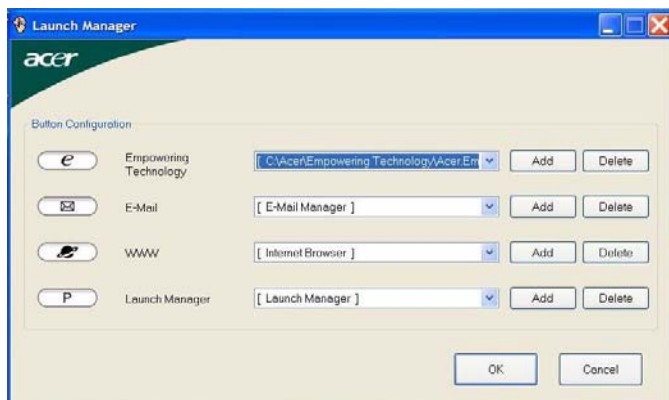 Launch Manager
acer
Button Configuration
e
Empowering
Technology
[ C:\Acer\Empowering Technology\Acer.Em
Add
Delete
E-Mail
[ E-Mail Manager ]
Add
Delete
WWW
[ Internet Browser ]
Add
Delete
P
Launch Manager
[ Launch Manager ]
Add
Delete
OK
Cancel